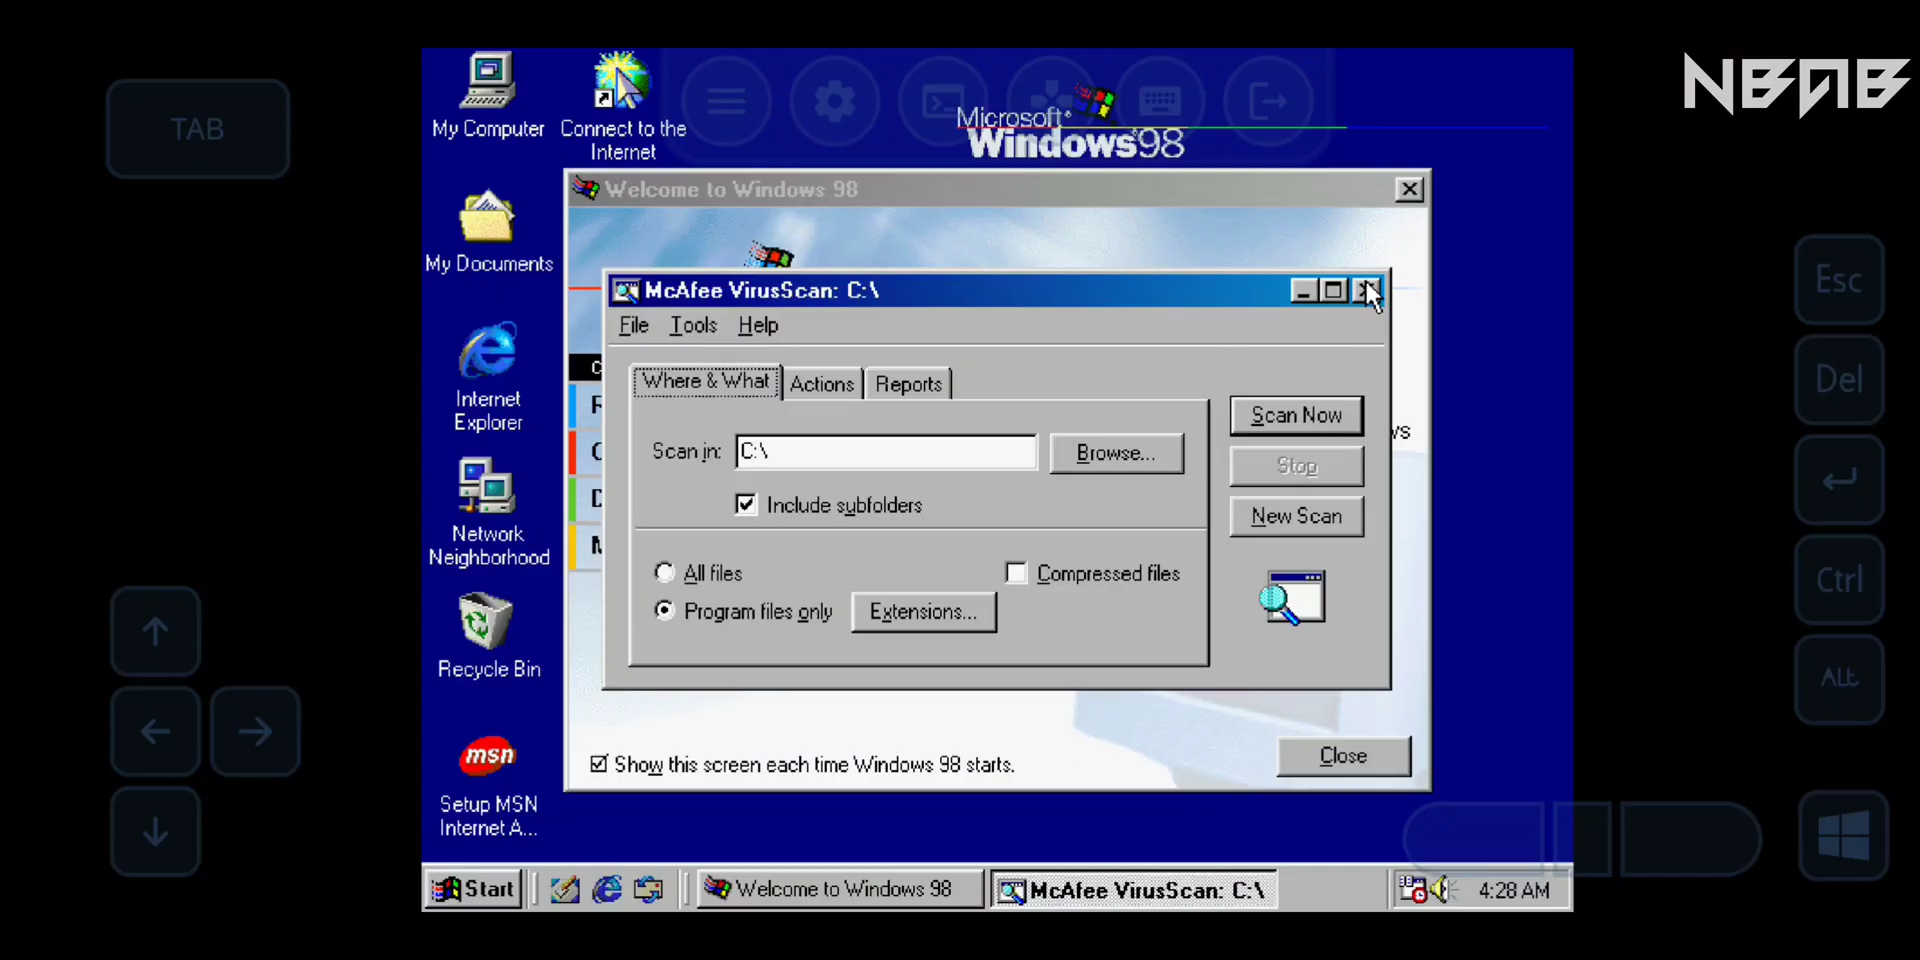 TAB
NBAB
My Computer
Connect to the
Internet
Microsoft
Windows98
Welcome to Windows 98
My Documents
McAfee VirusScan: C:\
File Tools Help
Esc
Where & What Actions Reports
Internet
Explorer
Scan in: C:\ Browse...
Scan Now
Del
Include subfolders
Stop
New Scan
Network
Neighborhood
All files Compressed files
Program files only Extensions...
Ctrl
Recycle Bin
Alt
msn
Setup MSN
Internet A...
Show this screen each time Windows 98 starts.
Close
Start Welcome to Windows 98 McAfee VirusScan: C:\ 4:28 AM